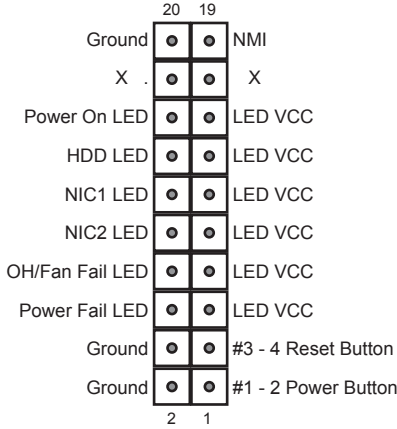 20 19
Ground NMI
X . X
Power On LED LED VCC
HDD LED LED VCC
NIC1 LED LED VCC
NIC2 LED LED VCC
OH/Fan Fail LED LED VCC
Power Fail LED LED VCC
Ground #3 - 4 Reset Button
Ground #1 - 2 Power Button
2 1